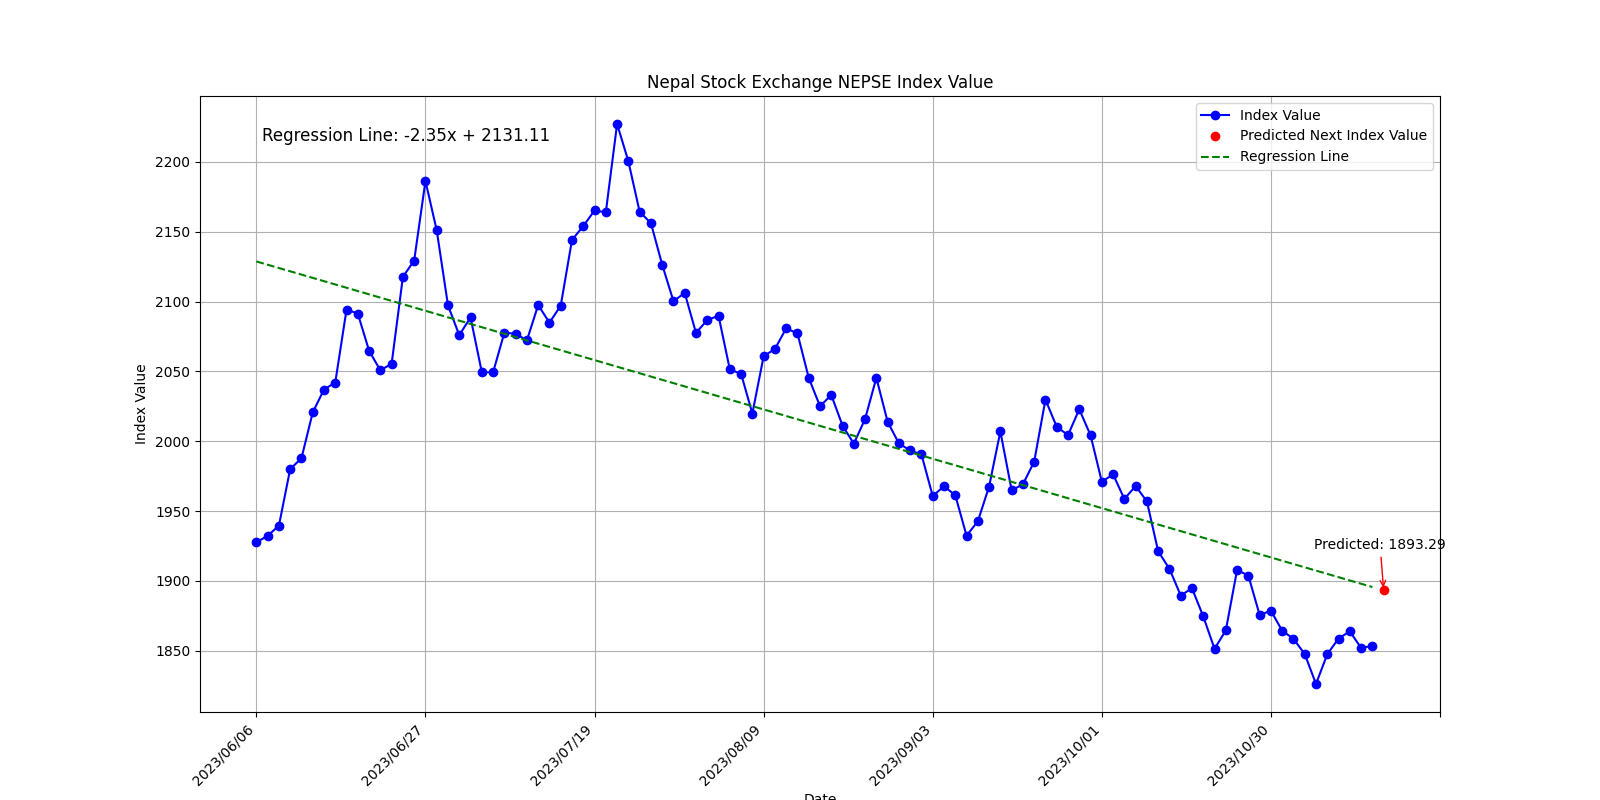 Nepal Stock Exchange NEPSE Index Value
Regression Line: -2.35x + 2131.11
Index Value
Predicted Next Index Value
Regression Line
2200
2150
2100
2050
2000
1950
1900
1850
Index Value
Predicted: 1893.29
2023/06/06
2023/06/27
2023/07/19
2023/08/09
2023/09/03
2023/10/01
2023/10/30
Date